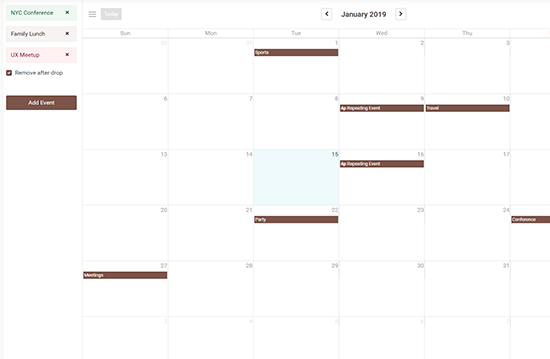 NYC Conference ×
Family Lunch ×
UX Meetup ×
Remove after drop
Add Event
Today
January 2019
Sun Mon Tue Wed Thu
30 31 1 2 3
Sports
6 7 8 9 10
4p Repeating Event Travel
13 14 15 16 17
4p Repeating Event
20 21 22 23 24
Party Conference
27 28 29 30 31
Meetings
3 4 5 6 7